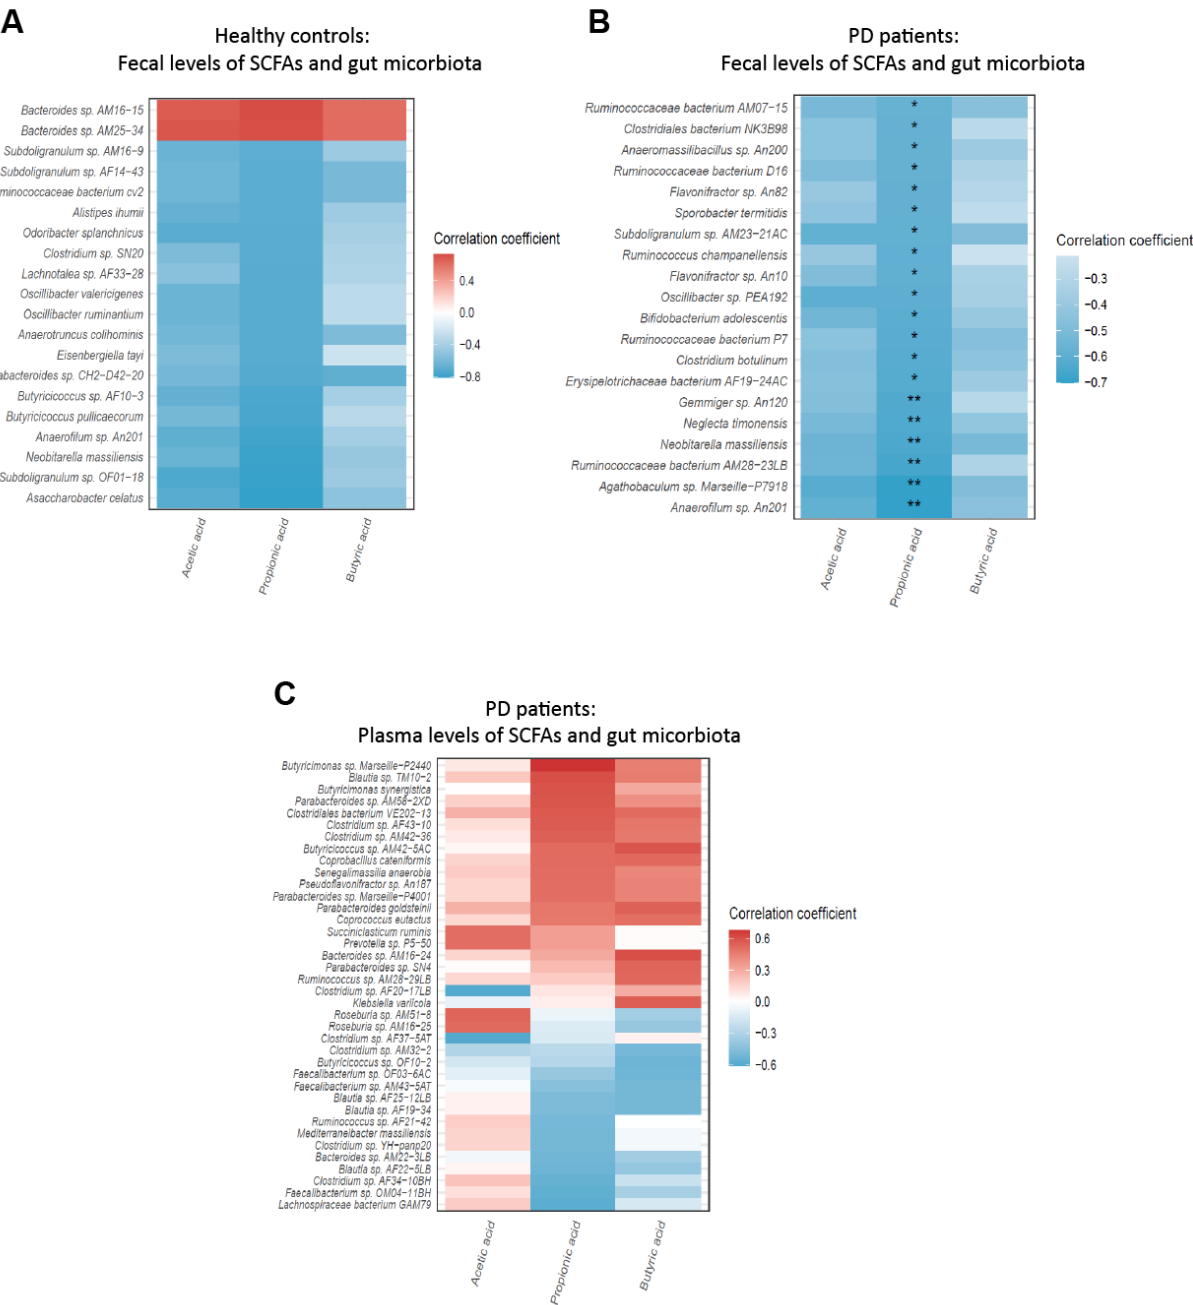 A
Healthy controls:
Fecal levels of SCFAs and gut micorbiota
Bacteroides sp. AM16−15
Bacteroides sp. AM25−34
Subdoligranulum sp. AM16−9
Subdoligranulum sp. AF14−43
minococcaceae bacterium cv2
Alistipes ihumii
Odoribacter splanchnicus
Clostridium sp. SN20
Lachnotalea sp. AF33−28
Oscillibacter valericigenes
Oscillibacter ruminantium
Anaerotruncus colihominis
Eisenbergiella tayi
abacteroides sp. CH2−D42−20
Butyricicoccus sp. AF10−3
Butyricicoccus pullicaecorum
Anaerofilum sp. An201
Neobitarella massiliensis
Subdoligranulum sp. OF01−18
Asaccharobacter celatus
Acetic acid
Propionic acid
Butyric acid
Correlation coefficient
0.4
0.0
−0.4
−0.8
B
PD patients:
Fecal levels of SCFAs and gut micorbiota
Ruminococcaceae bacterium AM07−15 *
Clostridiales bacterium NK3B98 *
Anaeromassilibacillus sp. An200 *
Ruminococcaceae bacterium D16 *
Flavonifractor sp. An82 *
Sporobacter termitidis *
Subdoligranulum sp. AM23−21AC *
Ruminococcus champanellensis *
Flavonifractor sp. An10 *
Oscillibacter sp. PEA192 *
Bifidobacterium adolescentis *
Ruminococcaceae bacterium P7 *
Clostridium botulinum *
Erysipelotrichaceae bacterium AF19−24AC *
Gemmiger sp. An120 **
Neglecta timonensis **
Neobitarella massiliensis **
Ruminococcaceae bacterium AM28−23LB **
Agathobaculum sp. Marseille−P7918 **
Anaerofilum sp. An201 **
Acetic acid
Propionic acid
Butyric acid
Correlation coefficient
−0.3
−0.4
−0.5
−0.6
−0.7
C
PD patients:
Plasma levels of SCFAs and gut micorbiota
Butyricimonas sp. Marseille−P2440
Blautia sp. TM10−2
Butyricimonas synergistica
Parabacteroides sp. AM58−2XD
Clostridiales bacterium VE202−13
Clostridium sp. AF43−10
Clostridium sp. AM42−36
Butyricicoccus sp. AM42−5AC
Coprobacillus cateniformis
Senegalimassilia anaerobia
Pseudoflavonifractor sp. An187
Parabacteroides sp. Marseille−P4001
Parabacteroides goldsteinii
Coprococcus eutactus
Succiniclasticum ruminis
Prevotella sp. P5−50
Bacteroides sp. AM16−24
Parabacteroides sp. SN4
Ruminococcus sp. AM28−29LB
Clostridium sp. AF20−17LB
Klebsiella variicola
Roseburia sp. AM51−8
Roseburia sp. AM16−25
Clostridium sp. AF37−5AT
Clostridium sp. AM32−2
Butyricicoccus sp. OF10−2
Faecalibacterium sp. OF03−6AC
Faecalibacterium sp. AM43−5AT
Blautia sp. AF25−12LB
Blautia sp. AF19−34
Ruminococcus sp. AF21−42
Mediterraneibacter massiliensis
Clostridium sp. YH−panp20
Bacteroides sp. AM22−3LB
Blautia sp. AF22−5LB
Clostridium sp. AF34−10BH
Faecalibacterium sp. OM04−11BH
Lachnospiraceae bacterium GAM79
Acetic acid
Propionic acid
Butyric acid
Correlation coefficient
0.6
0.3
0.0
−0.3
−0.6